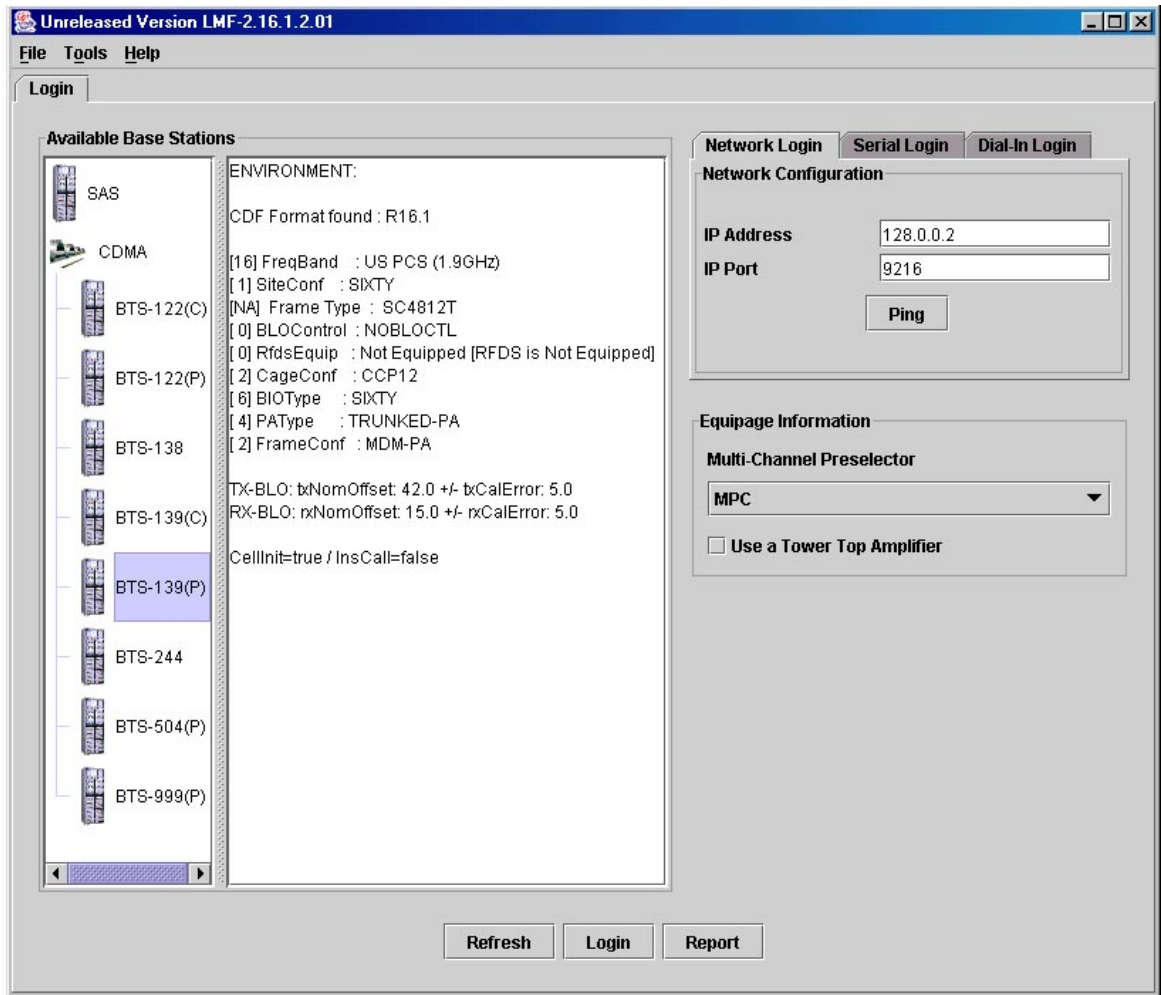 Unreleased Version LMF-2.16.1.2.01
File Tools Help
Login
Available Base Stations
SAS
CDMA
BTS-122(C)
BTS-122(P)
BTS-138
BTS-139(C)
BTS-139(P)
BTS-244
BTS-504(P)
BTS-999(P)
ENVIRONMENT:
CDF Format found : R16.1
[16] FreqBand : US PCS (1.9GHz)
[ 1] SiteConf : SIXTY
[NA] Frame Type : SC4812T
[ 0] BLOControl : NOBLOCTL
[ 0] RfdsEquip : Not Equipped [RFDS is Not Equipped]
[ 2] CageConf : CCP12
[ 6] BIOType : SIXTY
[ 4] PAType : TRUNKED-PA
[ 2] FrameConf : MDM-PA
TX-BLO: txNomOffset: 42.0 +/- txCalError: 5.0
RX-BLO: rxNomOffset: 15.0 +/- rxCalError: 5.0
CellInit=true / InsCall=false
Network Login Serial Login Dial-In Login
Network Configuration
IP Address 128.0.0.2
IP Port 9216
Ping
Equipage Information
Multi-Channel Preselector
MPC
Use a Tower Top Amplifier
Refresh Login Report